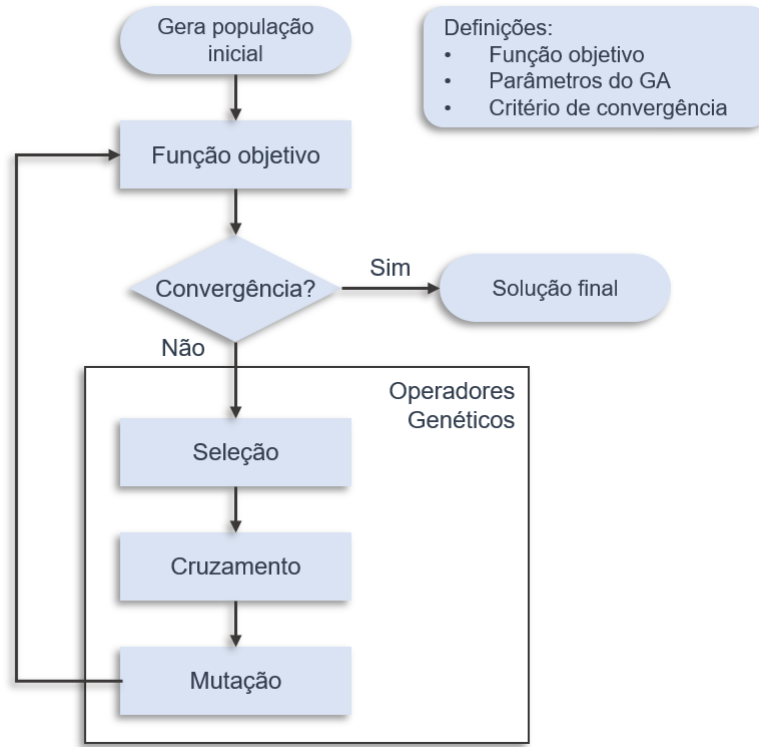 Gera população
inicial
Definições:
• Função objetivo
• Parâmetros do GA
• Critério de convergência
Função objetivo
Convergência?
Sim
Solução final
Não
Operadores
Genéticos
Seleção
Cruzamento
Mutação